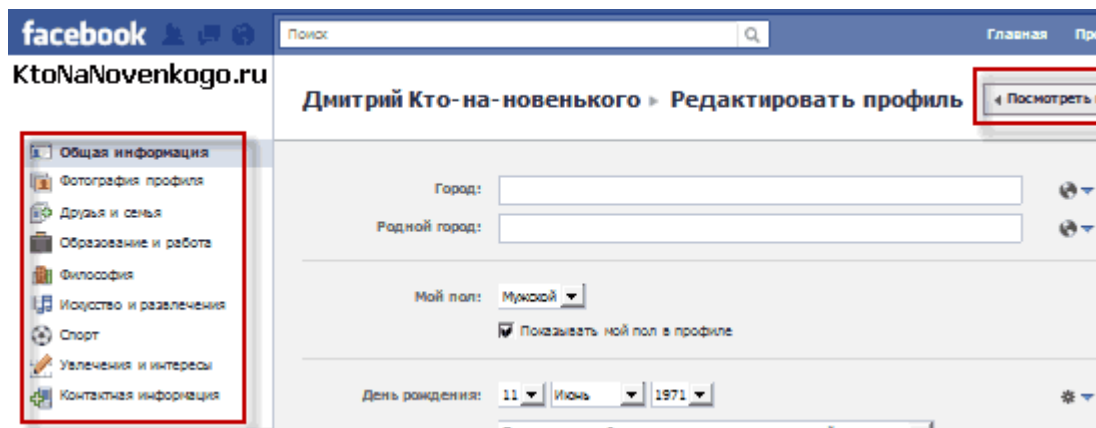 facebook
Поиск
Главная
KtoNaNovenkogo.ru
Дмитрий Кто-на-новенького ▸ Редактировать профиль
Посмотреть
Общая информация
Фотография профиля
Друзья и семья
Образование и работа
Философия
Искусство и развлечения
Спорт
Увлечения и интересы
Контактная информация
Город:
Родной город:
Мой пол: Мужской
Показывать мой пол в профиле
День рождения: 11 Июнь 1971